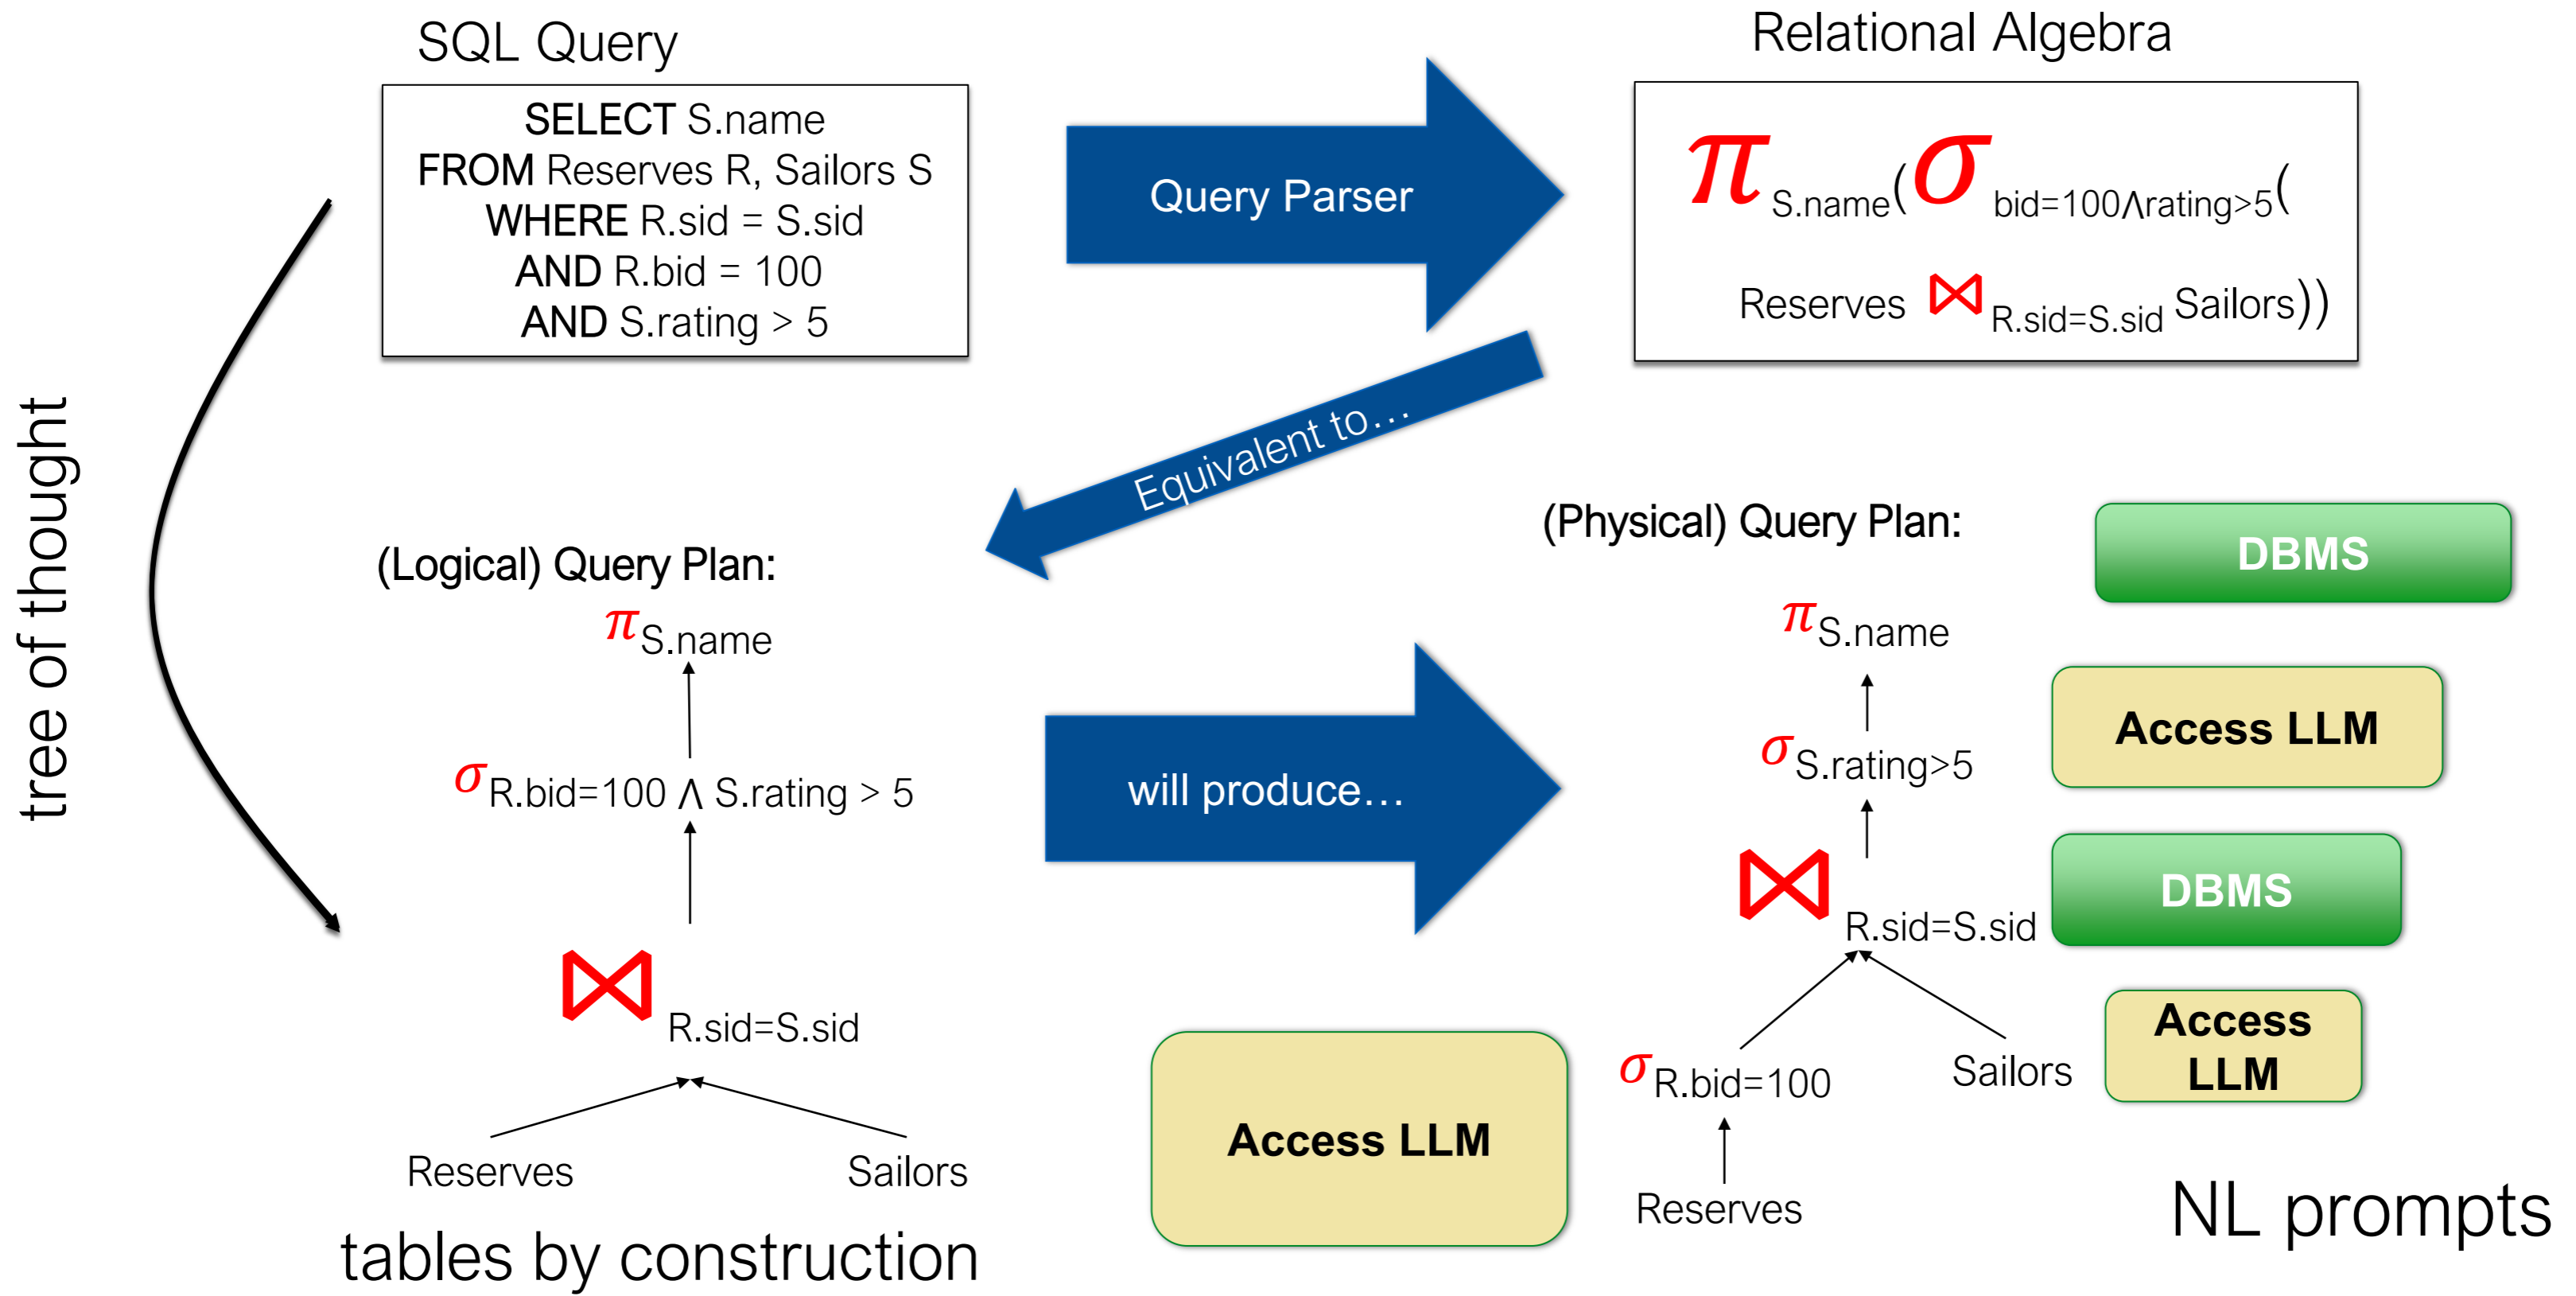 SQL Query
SELECT S.name
FROM Reserves R, Sailors S
WHERE R.sid = S.sid
AND R.bid = 100
AND S.rating > 5
Query Parser
Relational Algebra
π S.name(σ bid=100⋀rating>5(
Reserves ⋈ R.sid=S.sid Sailors))
Equivalent to...
tree of thought
(Logical) Query Plan:
π S.name
σ R.bid=100 ⋀ S.rating > 5
⋈ R.sid=S.sid
Reserves Sailors
tables by construction
will produce...
(Physical) Query Plan:
DBMS
π S.name
Access LLM
σ S.rating>5
DBMS
⋈ R.sid=S.sid
Access
LLM
σ R.bid=100 Sailors
Access LLM
Reserves
NL prompts